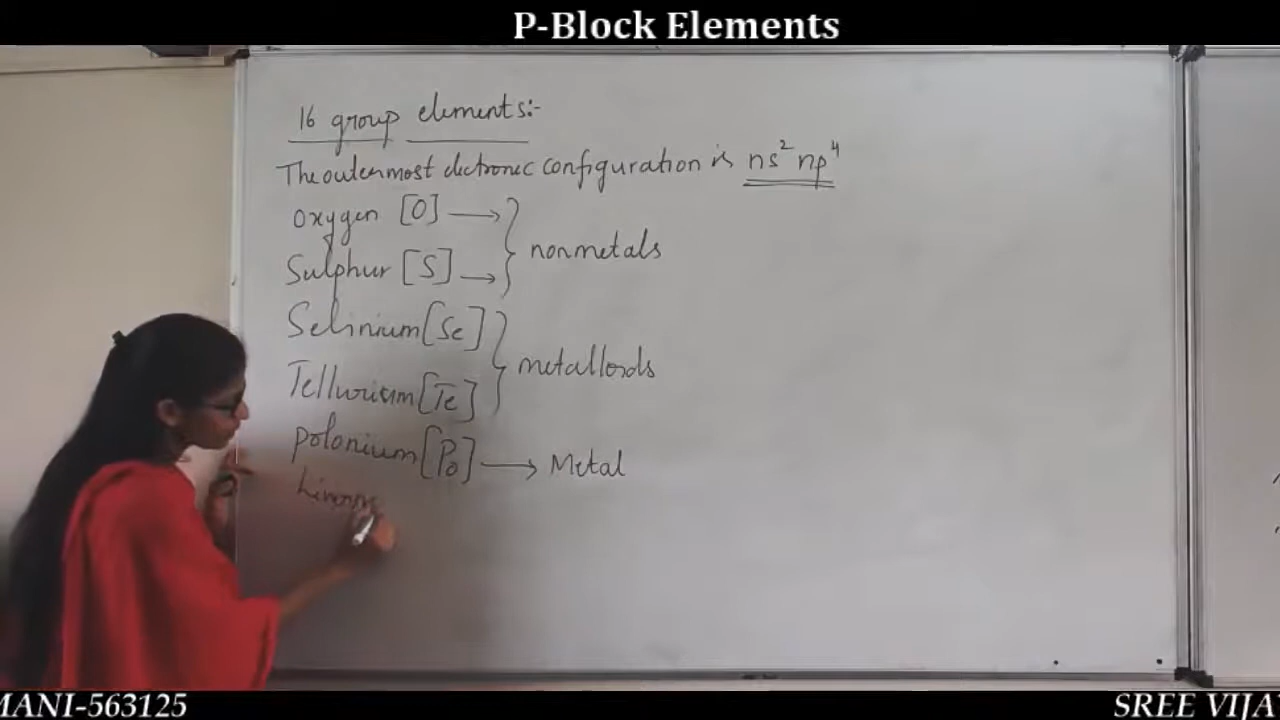 P-Block Elements
16 group elements:-
The outermost electronic configuration is ns² np⁴
Oxygen [O] →
Sulphur [S] → } nonmetals
Selinium [Se]
Tellurium [Te] } metalloids
Polonium [Po] → Metal
MANI-563125
SREE VIJA